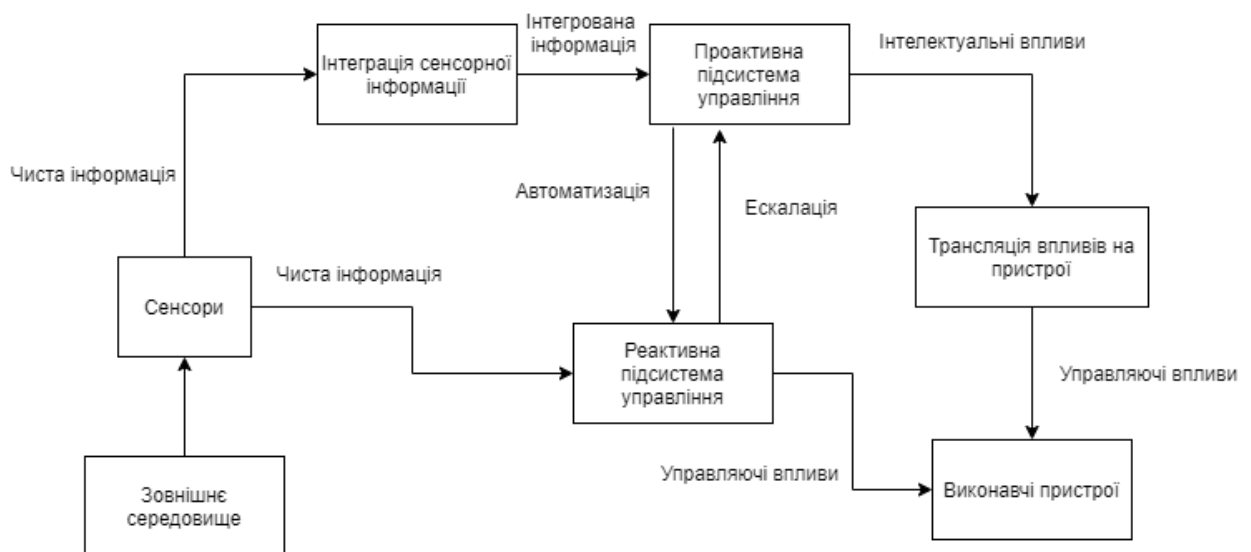 Інтеграція сенсорної
інформації
Інтегрована
інформація
Проактивна
підсистема
управління
Інтелектуальні впливи
Чиста інформація
Автоматизація
Ескалація
Трансляція впливів на
пристрої
Сенсори
Чиста інформація
Реактивна
підсистема
управління
Управляючі впливи
Управляючі впливи
Виконавчі пристрої
Зовнішнє
середовище